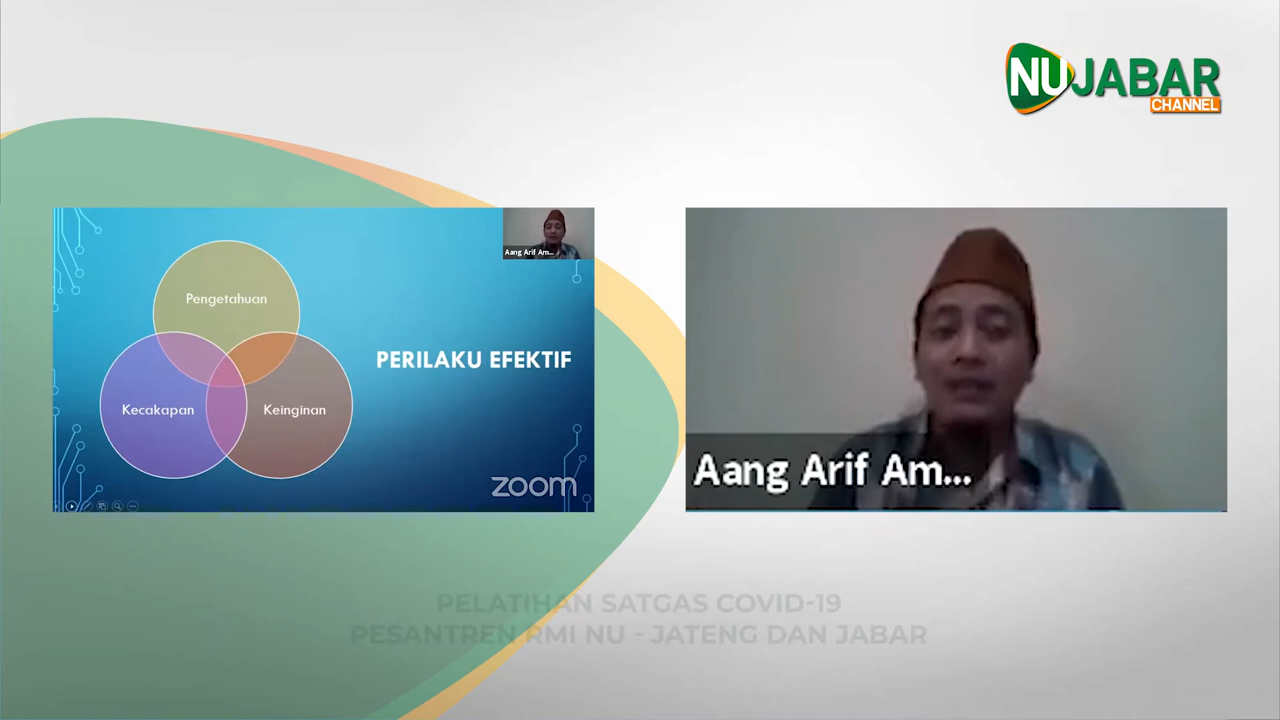 NU JABAR
CHANNEL
Aang Arif Am...
Pengetahuan
PERILAKU EFEKTIF
Kecakapan
Keinginan
zoom
Aang Arif Am...
PELATIHAN SATGAS COVID-19
PESANTREN RMI NU - JATENG DAN JABAR